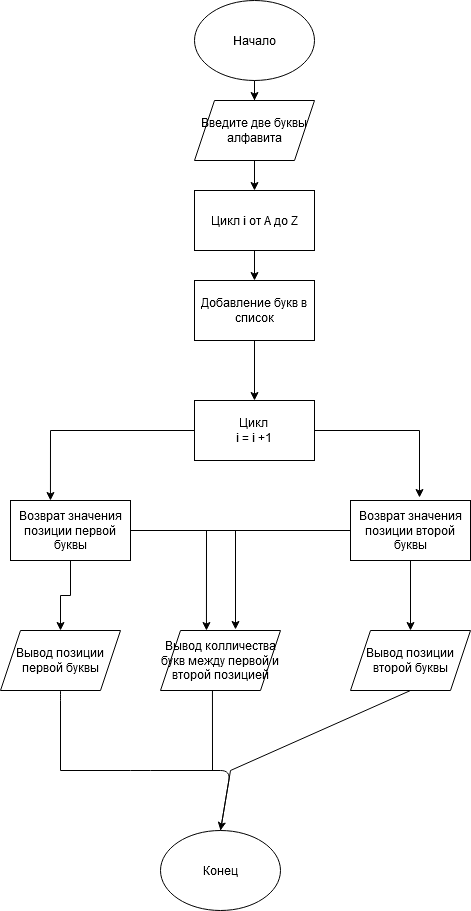 Начало
Введите две буквы
алфавита
Цикл i от A до Z
Добавление букв в
список
Цикл
i = i +1
Возврат значения
позиции первой
буквы
Возврат значения
позиции второй
буквы
Вывод позиции
первой буквы
Вывод колличества
букв между первой и
второй позицией
Вывод позиции
второй буквы
Конец